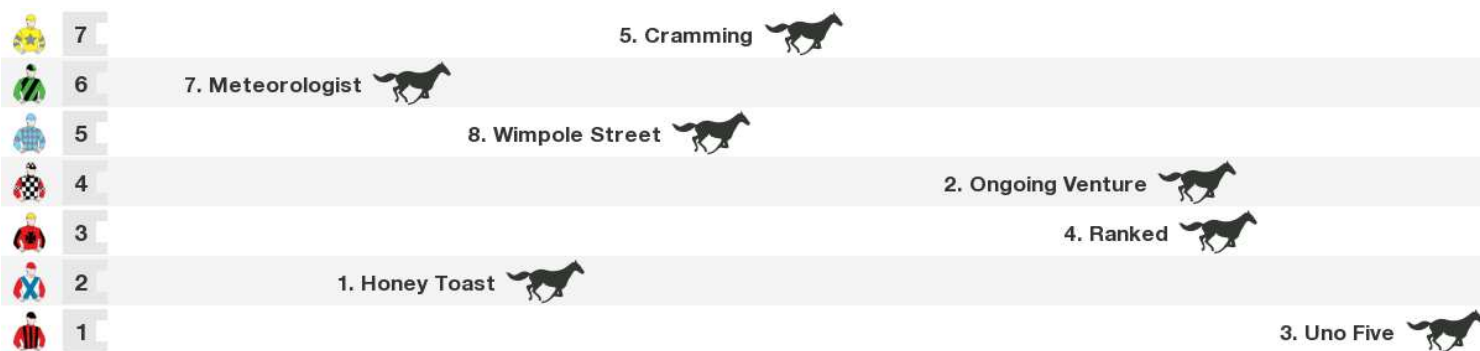 7 5. Cramming
6 7. Meteorologist
5 8. Wimpole Street
4 2. Ongoing Venture
3 4. Ranked
2 1. Honey Toast
1 3. Uno Five